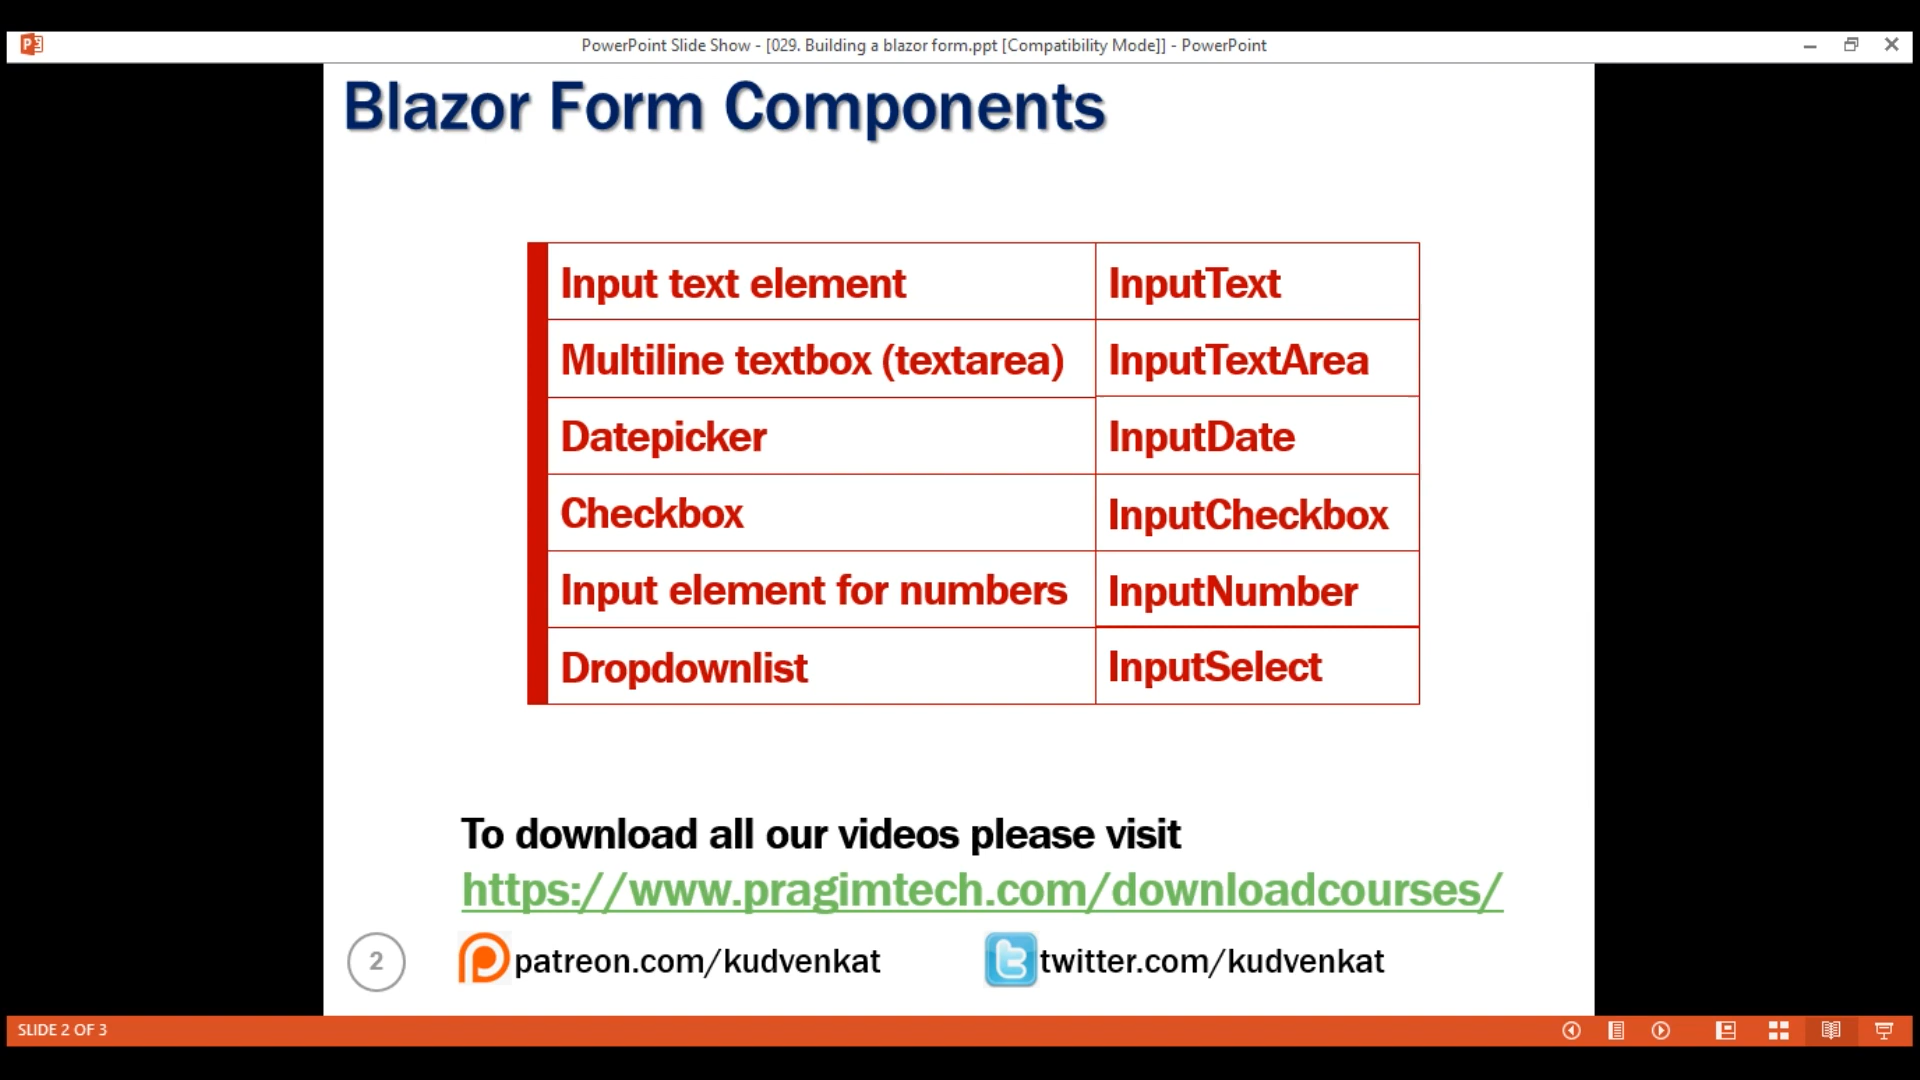 PowerPoint Slide Show - [029. Building a blazor form.ppt [Compatibility Mode]] - PowerPoint
Blazor Form Components
Input text element InputText
Multiline textbox (textarea) InputTextArea
Datepicker InputDate
Checkbox InputCheckbox
Input element for numbers InputNumber
Dropdownlist InputSelect
To download all our videos please visit
https://www.pragimtech.com/downloadcourses/
2 patreon.com/kudvenkat twitter.com/kudvenkat
SLIDE 2 OF 3